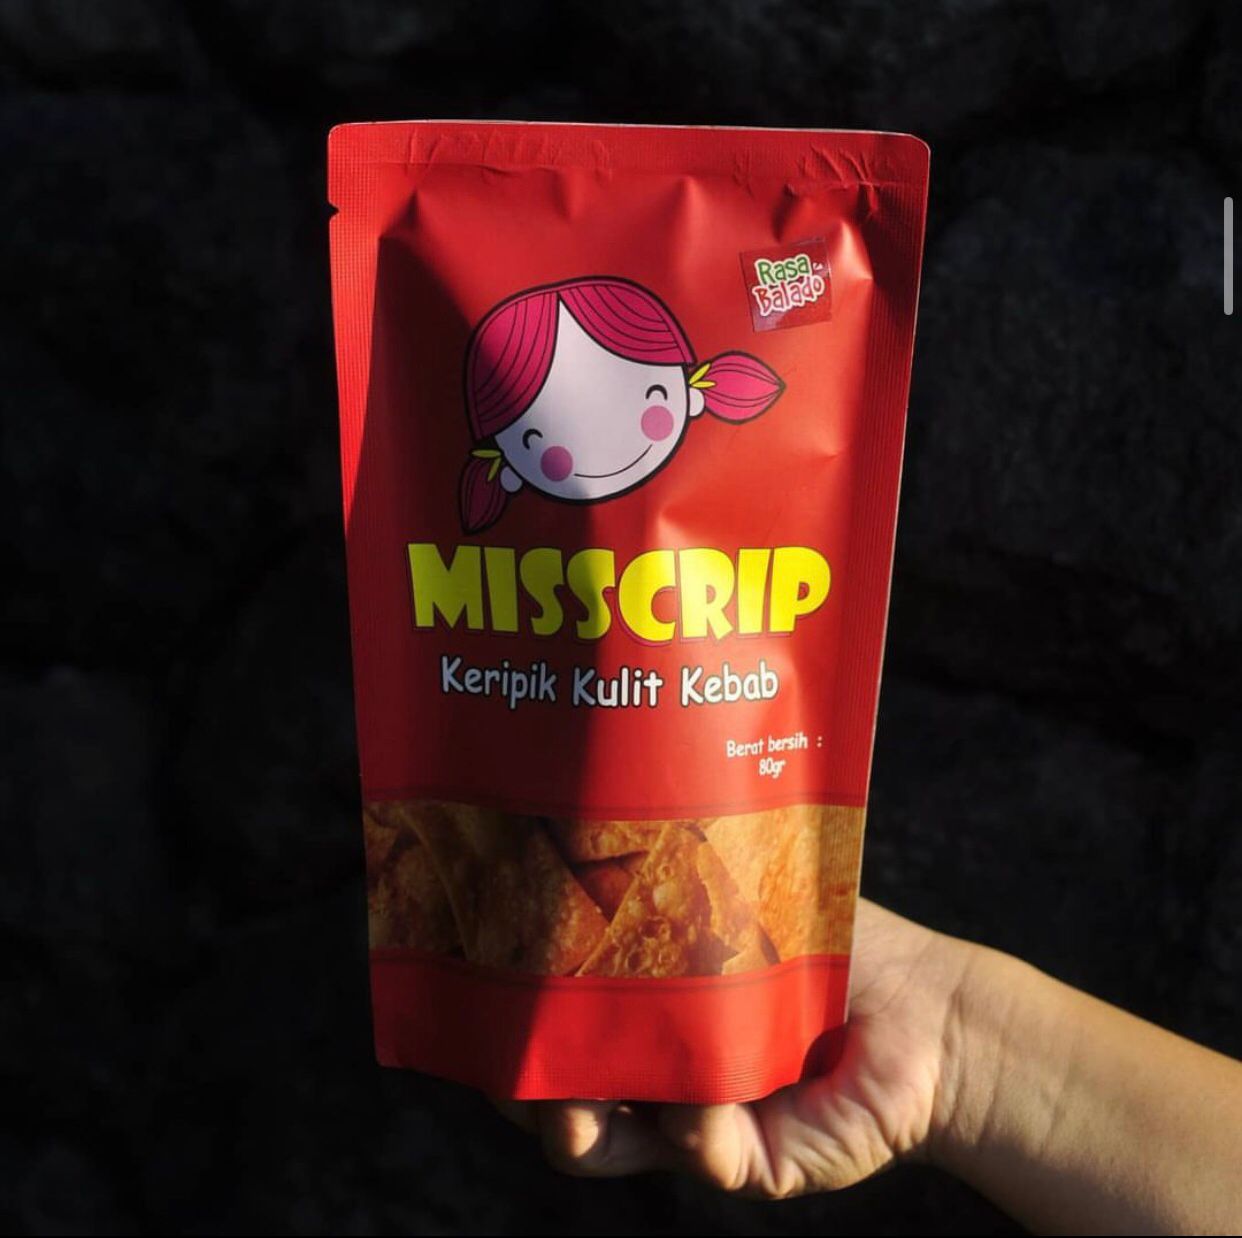 Rasa
Balado
MISSCRIP
Keripik Kulit Kebab
Berat bersih :
80gr